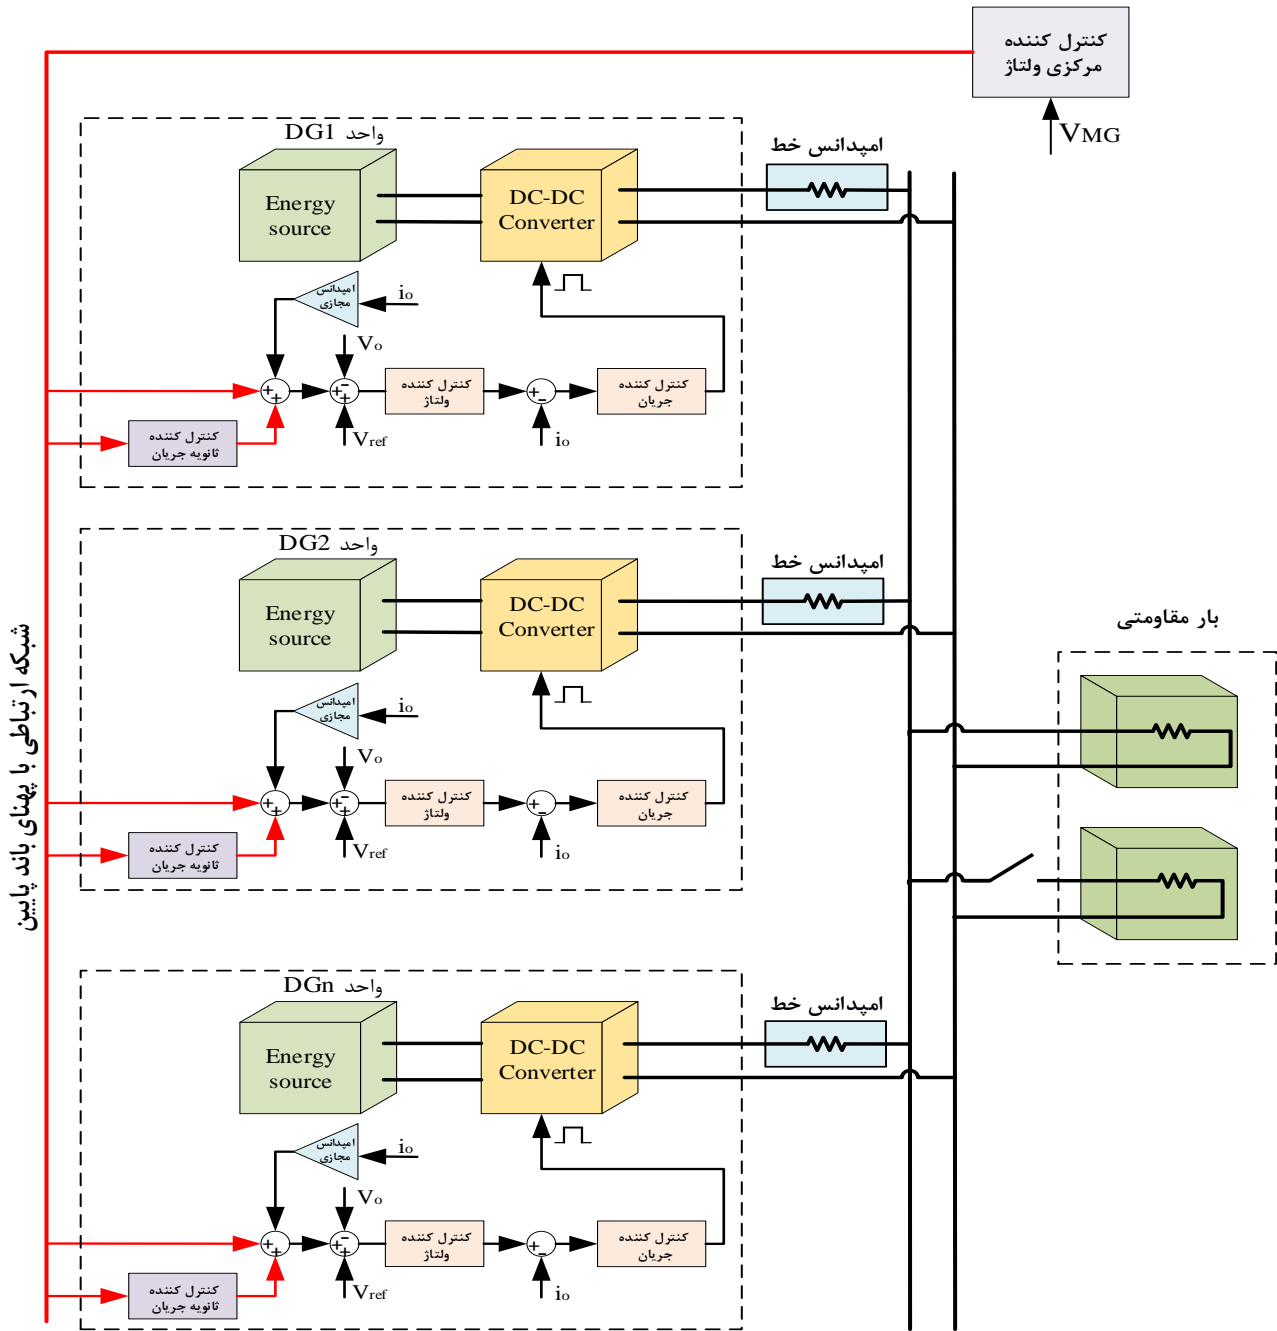 کنترل کننده
مرکزی ولتاژ
VMG
شبکه ارتباطی با پهنای باند پایین
واحد DG1
Energy
source
DC-DC
Converter
امپدانس خط
امپدانس
مجازی
io
Vo
+
+
−
+
+
کنترل کننده
ولتاژ
+
−
کنترل کننده
جریان
Vref
io
کنترل کننده
ثانویه جریان
واحد DG2
Energy
source
DC-DC
Converter
امپدانس خط
امپدانس
مجازی
io
Vo
+
+
−
+
+
کنترل کننده
ولتاژ
+
−
کنترل کننده
جریان
Vref
io
کنترل کننده
ثانویه جریان
بار مقاومتی
واحد DGn
Energy
source
DC-DC
Converter
امپدانس خط
امپدانس
مجازی
io
Vo
+
+
−
+
+
کنترل کننده
ولتاژ
+
−
کنترل کننده
جریان
Vref
io
کنترل کننده
ثانویه جریان